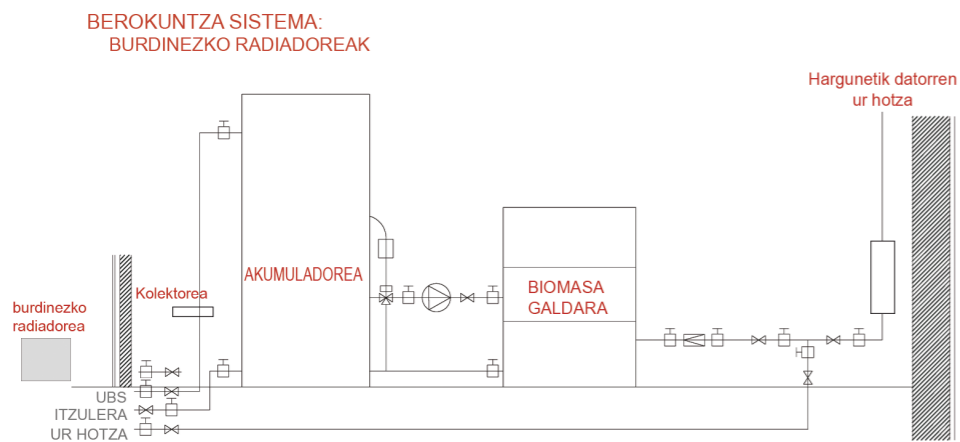 BEROKUNTZA SISTEMA:
BURDINEZKO RADIADOREAK
Hargunetik datorren
ur hotza
AKUMULADOREA
BIOMASA
GALDARA
Kolektorea
burdinezko
radiadorea
UBS
ITZULERA
UR HOTZA